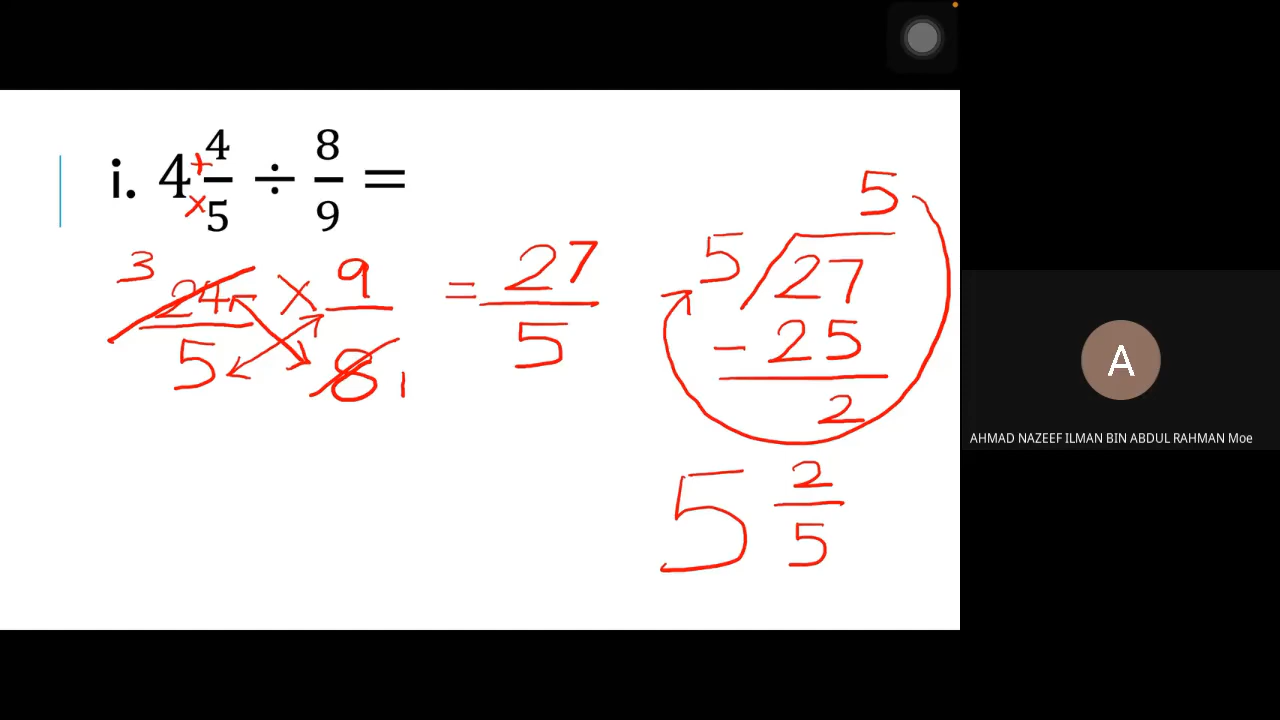 i. 4 4/5 ÷ 8/9 =
+
×
3
24/5 × 9/8 = 27/5
1
5
5 27
- 25
2
5 2/5
A
AHMAD NAZEEF ILMAN BIN ABDUL RAHMAN Moe